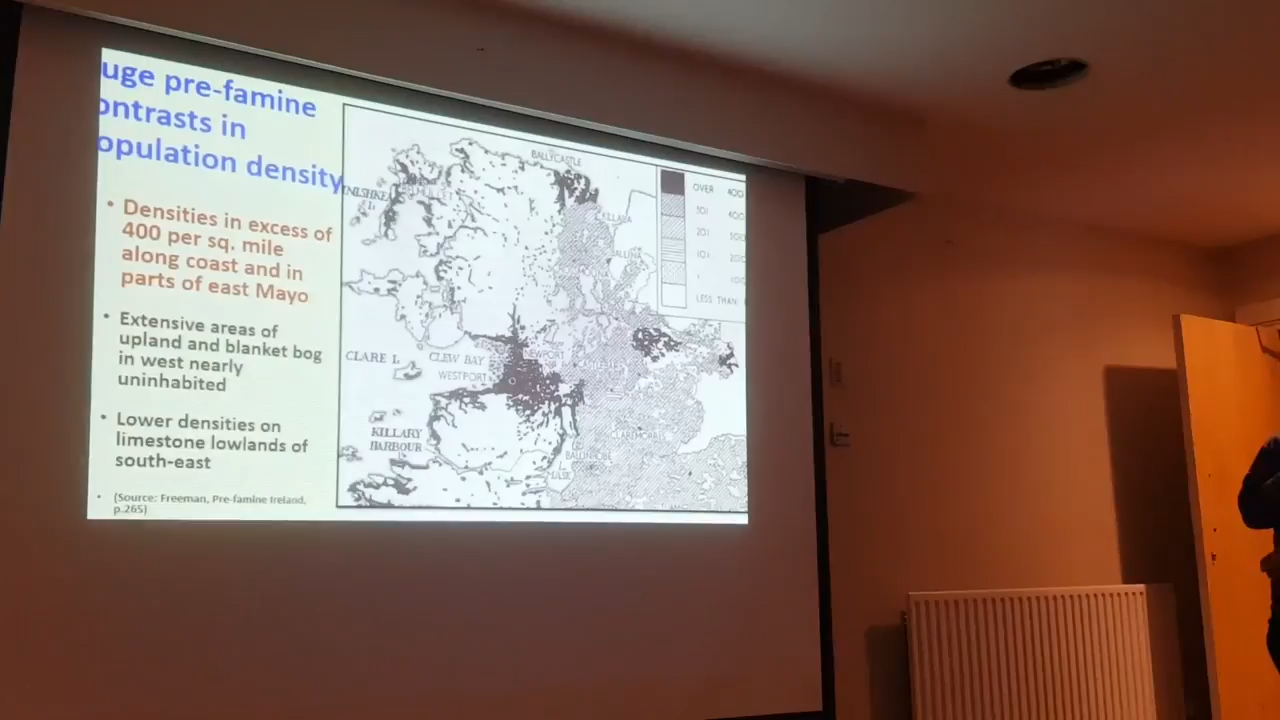 uge pre-famine
ontrasts in
opulation density
• Densities in excess of
400 per sq. mile
along coast and in
parts of east Mayo
• Extensive areas of
upland and blanket bog
in west nearly
uninhabited
• Lower densities on
limestone lowlands of
south-east
• (Source: Freeman, Pre-famine Ireland,
p.265)
BALLYCASTLE
KILLALA
BALLINA
OVER 400
301 400
201
101
LESS THAN
CLARE I.
CLEW BAY
NEWPORT
WESTPORT
KILLARY
HARBOUR
CLAREMORRIS
BALLINROBE
L.
MASK